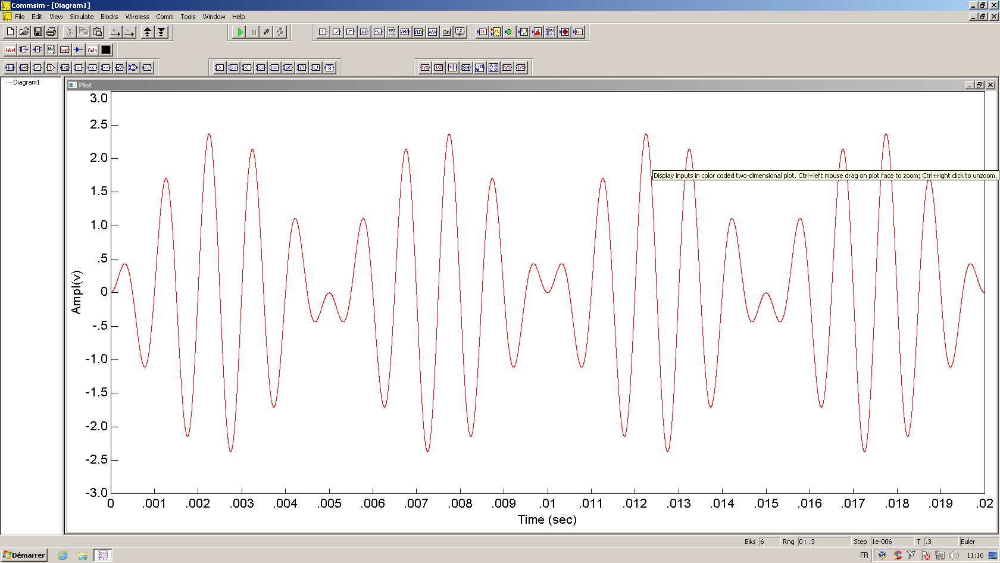 Commsim - [Diagram1]
File Edit View Simulate Blocks Wireless Comm Tools Window Help
label
var
Diagram1
Plot
3.0
2.5
2.0
1.5
1.0
.5
0
-.5
-1.0
-1.5
-2.0
-2.5
-3.0
Ampl(v)
Display inputs in color coded two-dimensional plot. Ctrl+left mouse drag on plot face to zoom; Ctrl+right click to unzoom.
0 .001 .002 .003 .004 .005 .006 .007 .008 .009 .01 .011 .012 .013 .014 .015 .016 .017 .018 .019 .02
Time (sec)
Blks 6 Rng 0 : .3 Step 1e-006 T .3 Euler
Démarrer FR 11:16